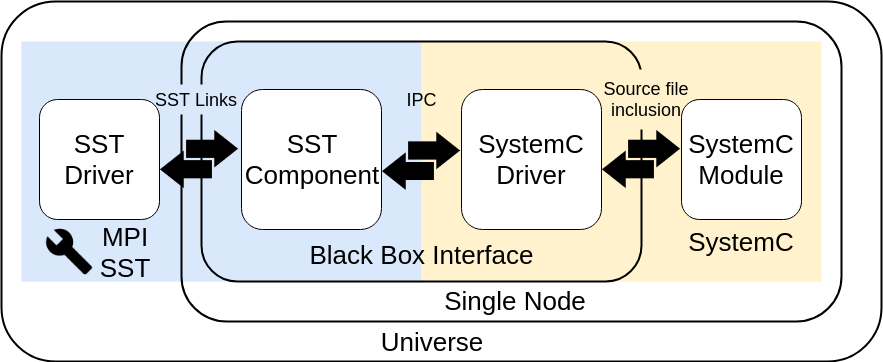 SST Links
IPC
Source file
inclusion
SST
Driver
SST
Component
SystemC
Driver
SystemC
Module
MPI
SST
Black Box Interface
SystemC
Single Node
Universe